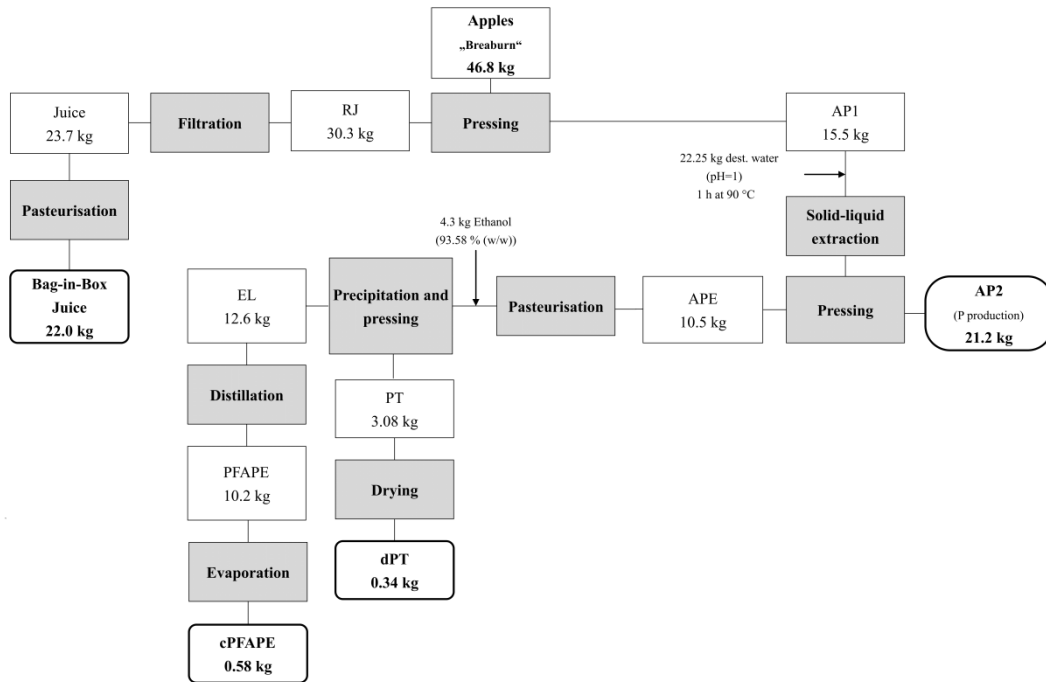 Apples
„Breaburn“
46.8 kg
Juice
23.7 kg
Filtration
RJ
30.3 kg
Pressing
AP1
15.5 kg
22.25 kg dest. water
(pH=1)
1 h at 90 °C
Pasteurisation
Solid-liquid
extraction
4.3 kg Ethanol
(93.58 % (w/w))
Bag-in-Box
Juice
22.0 kg
EL
12.6 kg
Precipitation and
pressing
Pasteurisation
APE
10.5 kg
Pressing
AP2
(P production)
21.2 kg
Distillation
PT
3.08 kg
PFAPE
10.2 kg
Drying
Evaporation
dPT
0.34 kg
cPFAPE
0.58 kg